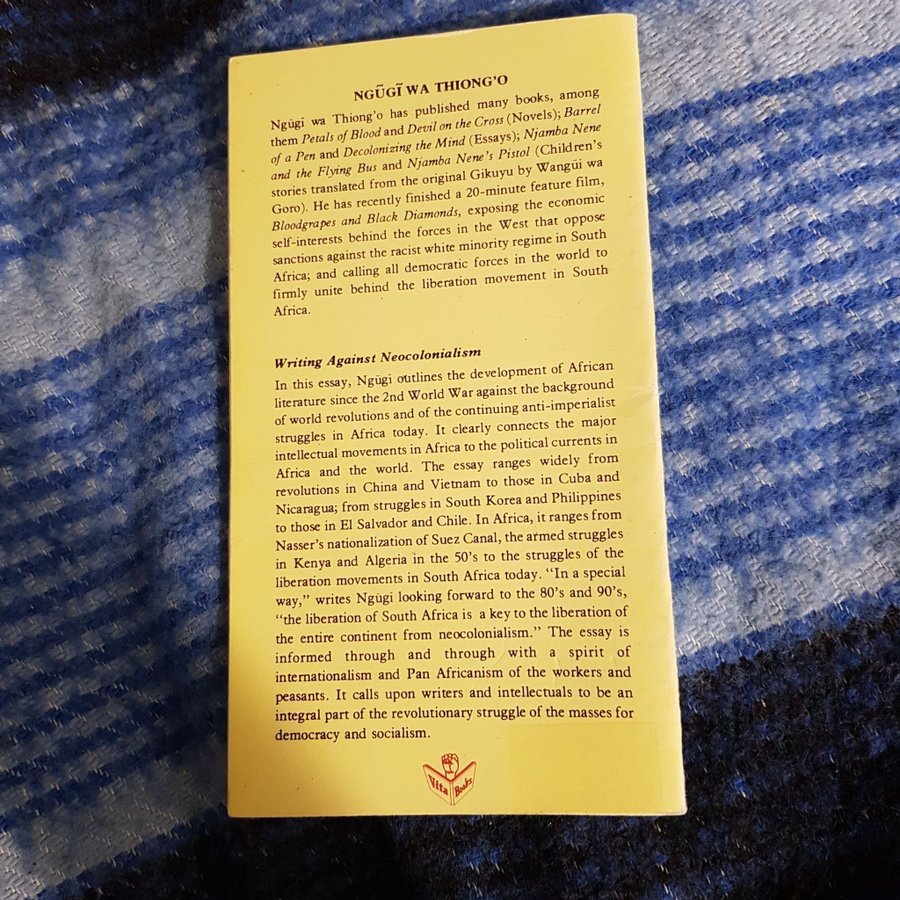 NGŨGĨ WA THIONG'O
Ngũgi wa Thiong'o has published many books, among
them Petals of Blood and Devil on the Cross (Novels); Barrel
of a Pen and Decolonizing the Mind (Essays); Njamba Nene
and the Flying Bus and Njamba Nene's Pistol (Children's
stories translated from the original Gikuyu by Wangũi wa
Goro). He has recently finished a 20-minute feature film,
Bloodgrapes and Black Diamonds, exposing the economic
self-interests behind the forces in the West that oppose
sanctions against the racist white minority regime in South
Africa; and calling all democratic forces in the world to
firmly unite behind the liberation movement in South
Africa.
Writing Against Neocolonialism
In this essay, Ngũgi outlines the development of African
literature since the 2nd World War against the background
of world revolutions and of the continuing anti-imperialist
struggles in Africa today. It clearly connects the major
intellectual movements in Africa to the political currents in
Africa and the world. The essay ranges widely from
revolutions in China and Vietnam to those in Cuba and
Nicaragua; from struggles in South Korea and Philippines
to those in El Salvador and Chile. In Africa, it ranges from
Nasser's nationalization of Suez Canal, the armed struggles
in Kenya and Algeria in the 50's to the struggles of the
liberation movements in South Africa today. “In a special
way,” writes Ngũgi looking forward to the 80's and 90's,
“the liberation of South Africa is a key to the liberation of
the entire continent from neocolonialism.” The essay is
informed through and through with a spirit of
internationalism and Pan Africanism of the workers and
peasants. It calls upon writers and intellectuals to be an
integral part of the revolutionary struggle of the masses for
democracy and socialism.
Vita Books